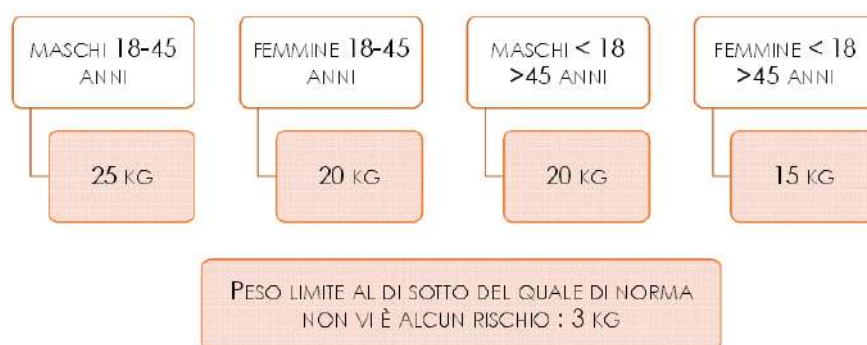 MASCHI 18-45
ANNI
25 KG
FEMMINE 18-45
ANNI
20 KG
MASCHI < 18
>45 ANNI
20 KG
FEMMINE < 18
>45 ANNI
15 KG
PESO LIMITE AL DI SOTTO DEL QUALE DI NORMA
NON VI È ALCUN RISCHIO : 3 KG